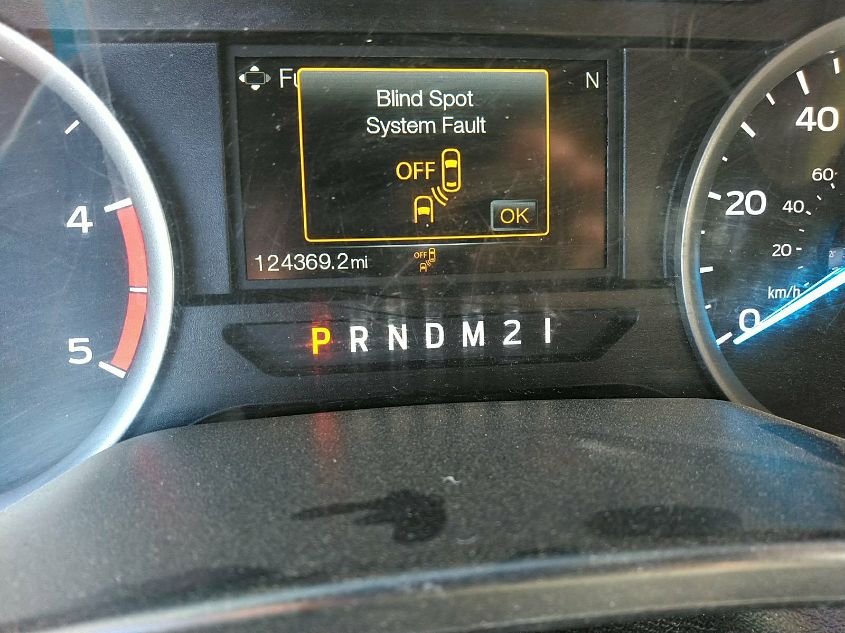 Fu
N
Blind Spot
System Fault
OFF
OK
124369.2mi
OFF
4
5
P R N D M 2 1
40
20
0
60
40
20
km/h